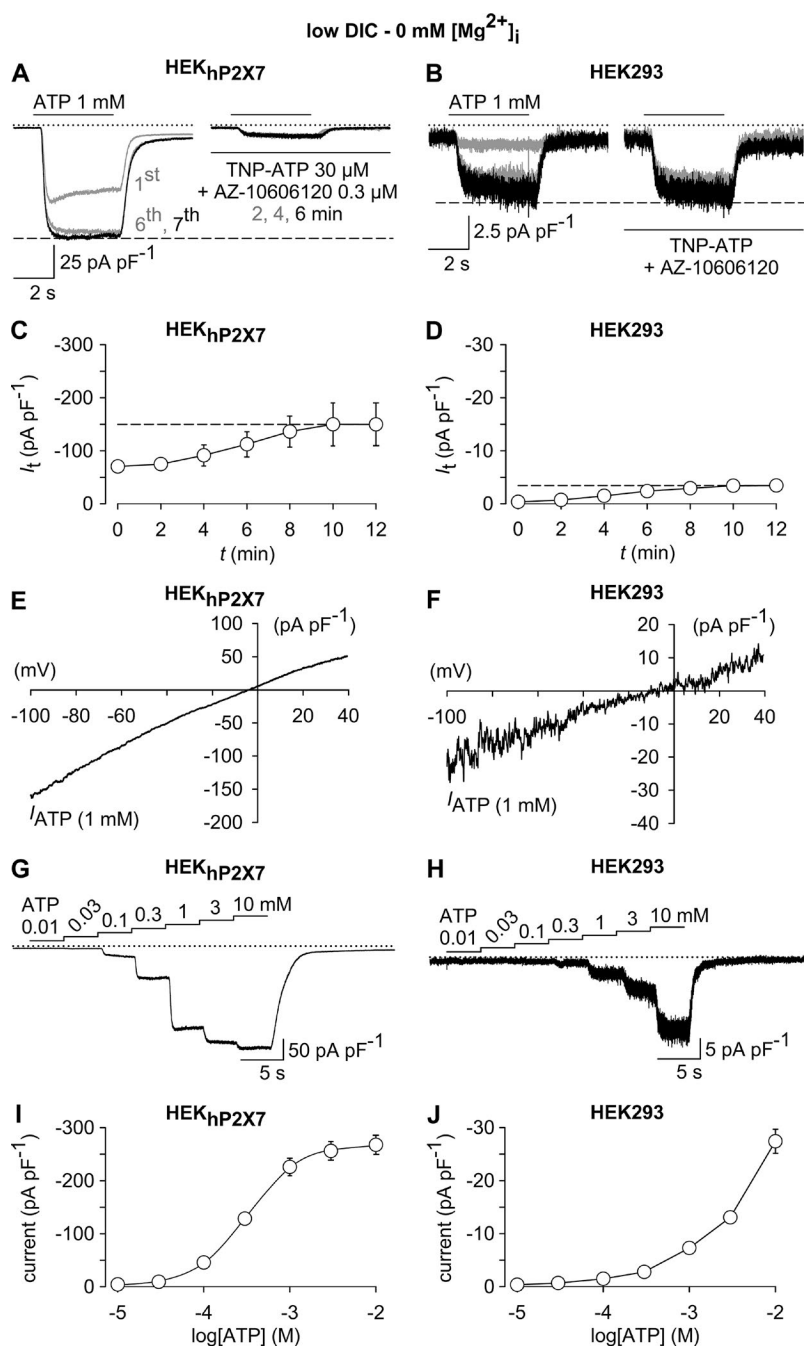 low DIC - 0 mM [Mg²⁺]ᵢ
HEKhP2X7
HEK293
A
ATP 1 mM
1st
6th, 7th
TNP-ATP 30 µM
+ AZ-10606120 0.3 µM
2, 4, 6 min
25 pA pF⁻¹
2 s
B
ATP 1 mM
2.5 pA pF⁻¹
2 s
TNP-ATP
+ AZ-10606120
C
HEKhP2X7
-300
-200
-100
0
It (pA pF⁻¹)
0 2 4 6 8 10 12
t (min)
D
HEK293
-30
-20
-10
0
It (pA pF⁻¹)
0 2 4 6 8 10 12
t (min)
E
HEKhP2X7
100
(pA pF⁻¹)
50
(mV)
-100 -80 -60 20 40
-50
-100
-150
-200
IATP (1 mM)
F
HEK293
20
(pA pF⁻¹)
10
(mV)
-100 20 40
-10
-20
-30
-40
IATP (1 mM)
G
HEKhP2X7
ATP
0.01 0.03 0.1 0.3 1 3 10 mM
50 pA pF⁻¹
5 s
H
HEK293
ATP
0.01 0.03 0.1 0.3 1 3 10 mM
5 pA pF⁻¹
5 s
I
HEKhP2X7
-300
-200
-100
0
current (pA pF⁻¹)
-5 -4 -3 -2
log[ATP] (M)
J
HEK293
-30
-20
-10
0
current (pA pF⁻¹)
-5 -4 -3 -2
log[ATP] (M)